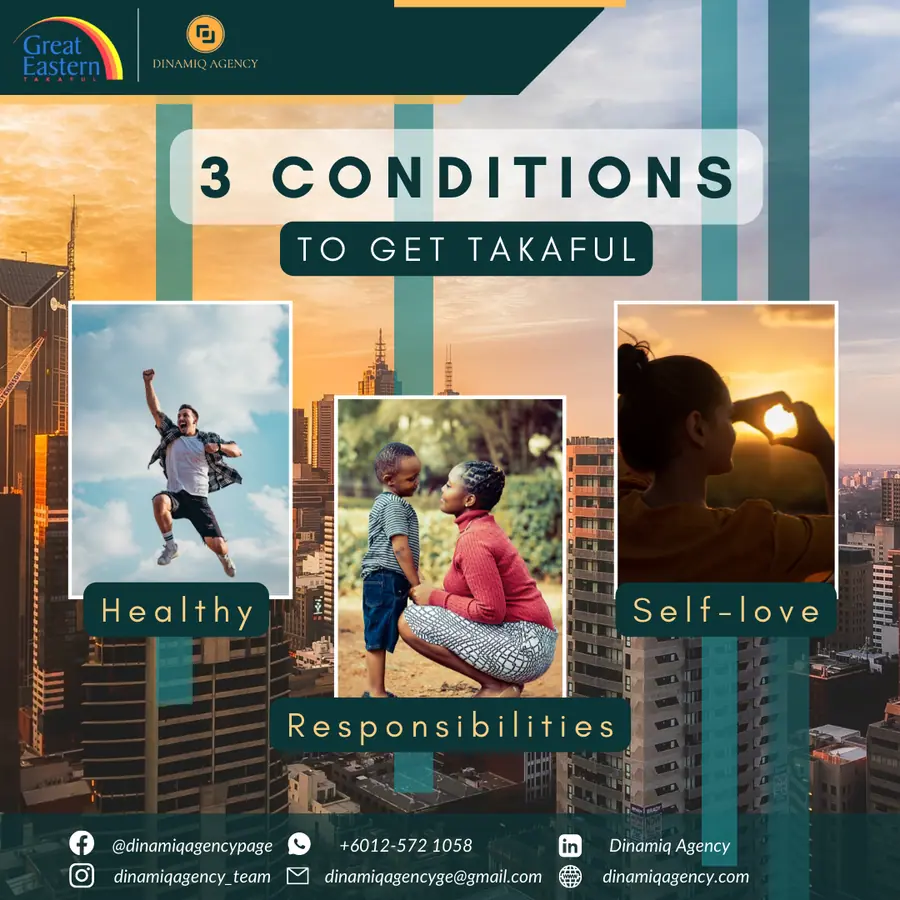 Great
Eastern
TAKAFUL
DINAMIQ AGENCY
3 CONDITIONS
TO GET TAKAFUL
Healthy
Self-love
Responsibilities
@dinamiqagencypage
+6012-572 1058
Dinamiq Agency
dinamiqagency_team
dinamiqagencyge@gmail.com
dinamiqagency.com